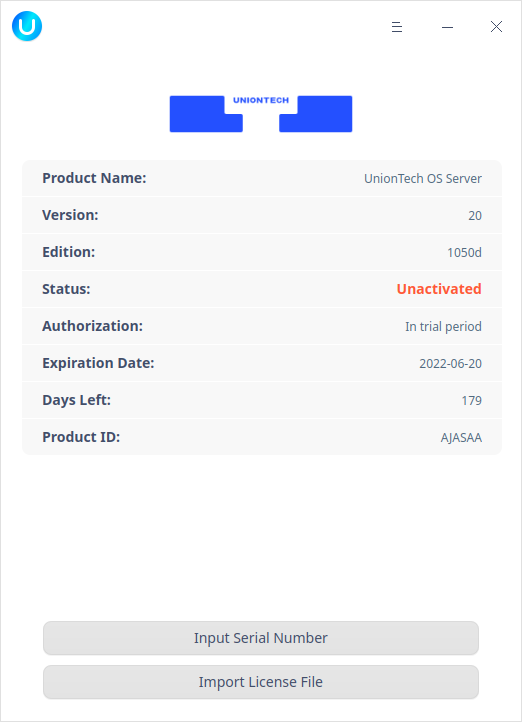 UNIONTECH
Product Name: UnionTech OS Server
Version: 20
Edition: 1050d
Status: Unactivated
Authorization: In trial period
Expiration Date: 2022-06-20
Days Left: 179
Product ID: AJASAA
Input Serial Number
Import License File